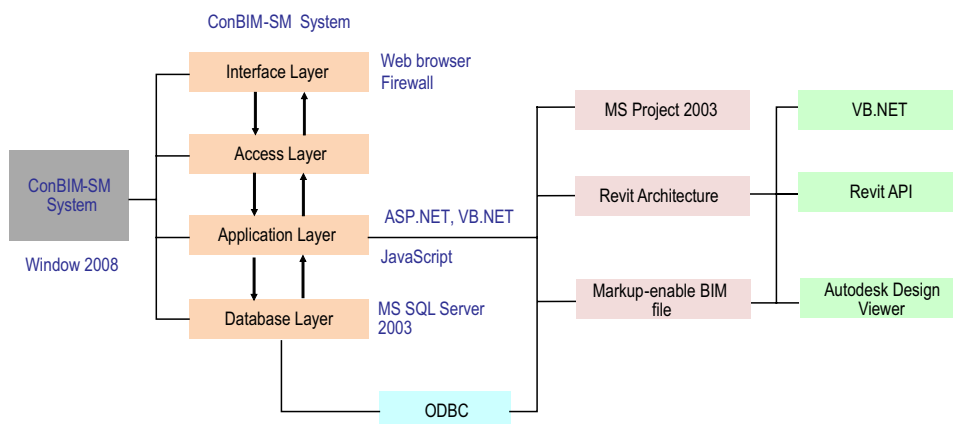 ConBIM-SM System
Interface Layer
Web browser
Firewall
Access Layer
Application Layer
ASP.NET, VB.NET
JavaScript
Database Layer
MS SQL Server
2003
ConBIM-SM
System
Window 2008
ODBC
MS Project 2003
Revit Architecture
Markup-enable BIM
file
VB.NET
Revit API
Autodesk Design
Viewer